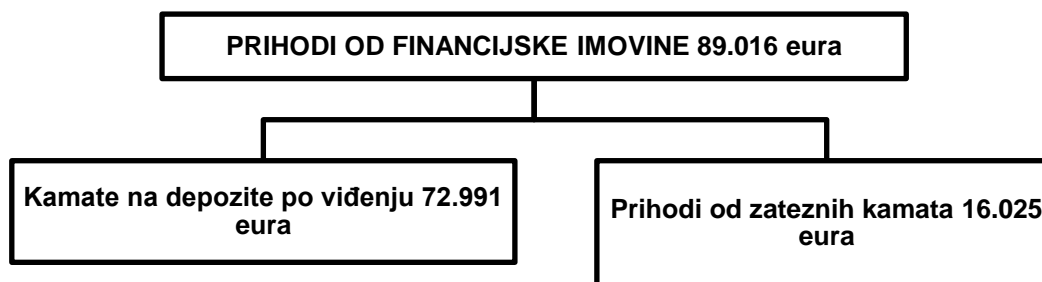 PRIHODI OD FINANCIJSKE IMOVINE 89.016 eura
Kamate na depozite po viđenju 72.991
eura
Prihodi od zateznih kamata 16.025
eura